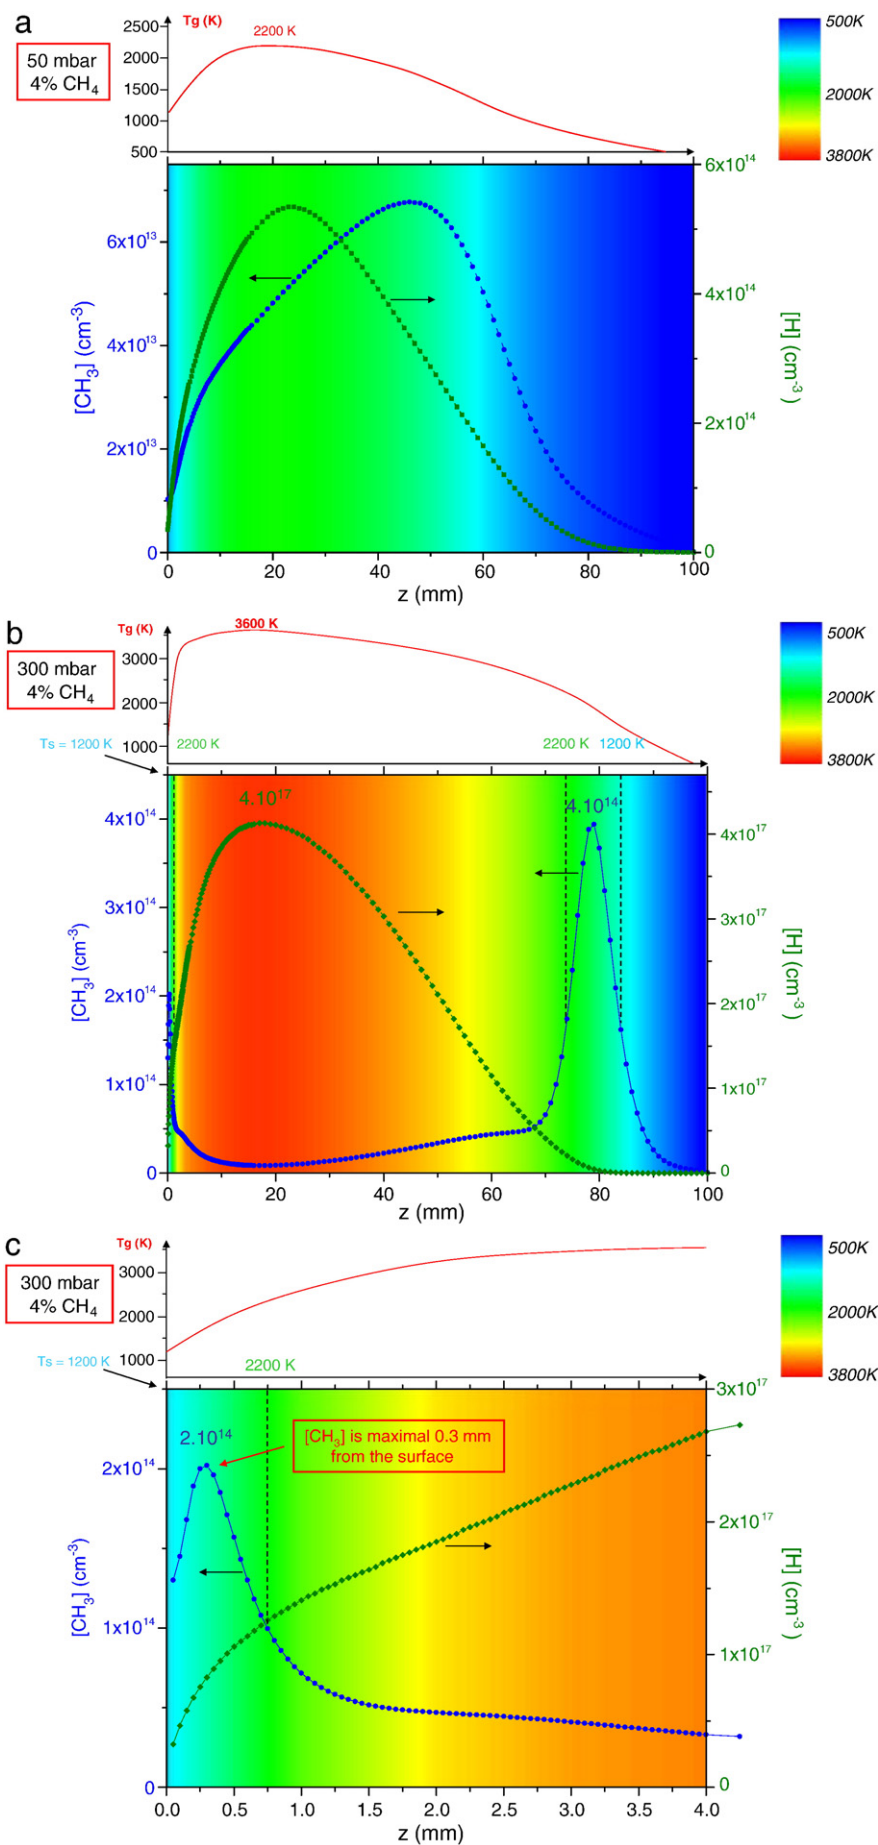 a
Tg (K)
2200 K
50 mbar
4% CH4
2500
2000
1500
1000
500
500K
2000K
3800K
6x10^14
4x10^14
2x10^14
0
[H] (cm-3)
6x10^13
4x10^13
2x10^13
0
[CH3] (cm-3)
0 20 40 60 80 100
z (mm)
b
Tg (K)
3600 K
300 mbar
4% CH4
3000
2000
1000
Ts = 1200 K
2200 K
2200 K 1200 K
500K
2000K
3800K
4.10^17
4.10^14
4x10^14
3x10^14
2x10^14
1x10^14
0
[CH3] (cm-3)
4x10^17
3x10^17
2x10^17
1x10^17
0
[H] (cm-3)
0 20 40 60 80 100
z (mm)
c
Tg (K)
300 mbar
4% CH4
3000
2000
1000
Ts = 1200 K
2200 K
500K
2000K
3800K
2.10^14
[CH3] is maximal 0.3 mm
from the surface
2x10^14
1x10^14
0
[CH3] (cm-3)
3x10^17
2x10^17
1x10^17
0
[H] (cm-3)
0.0 0.5 1.0 1.5 2.0 2.5 3.0 3.5 4.0
z (mm)